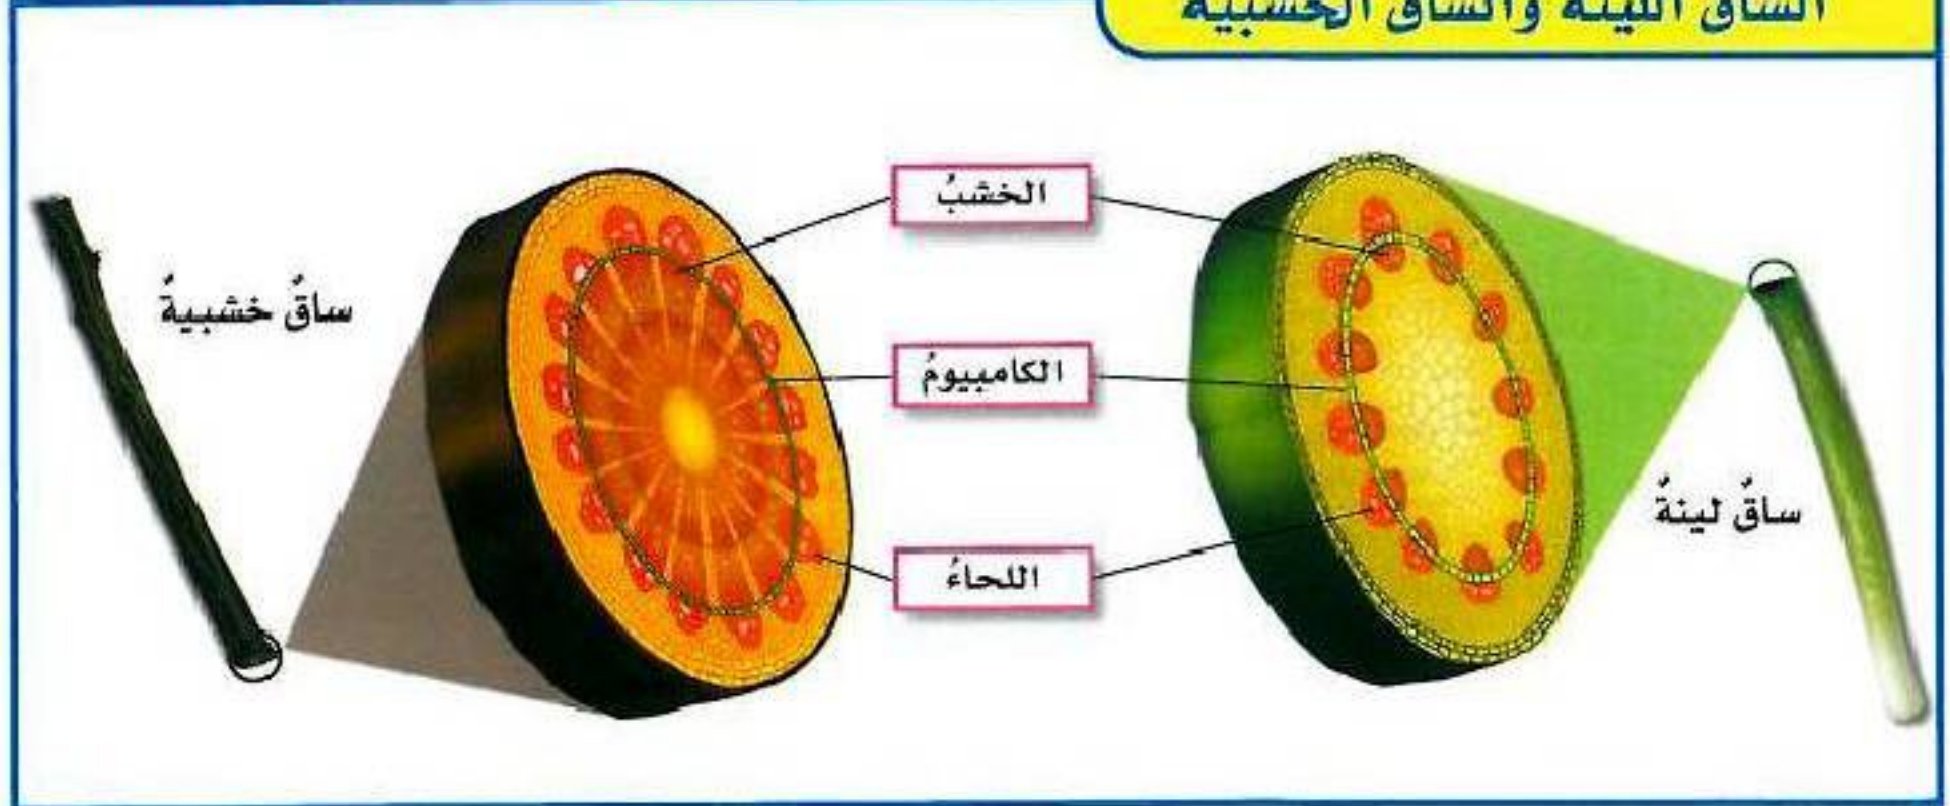 الساق اللينة والساق الخشبية
الخشبُ
ساقٌ خشبيةٌ
الكامبيومُ
ساقٌ لينةٌ
اللحاءُ